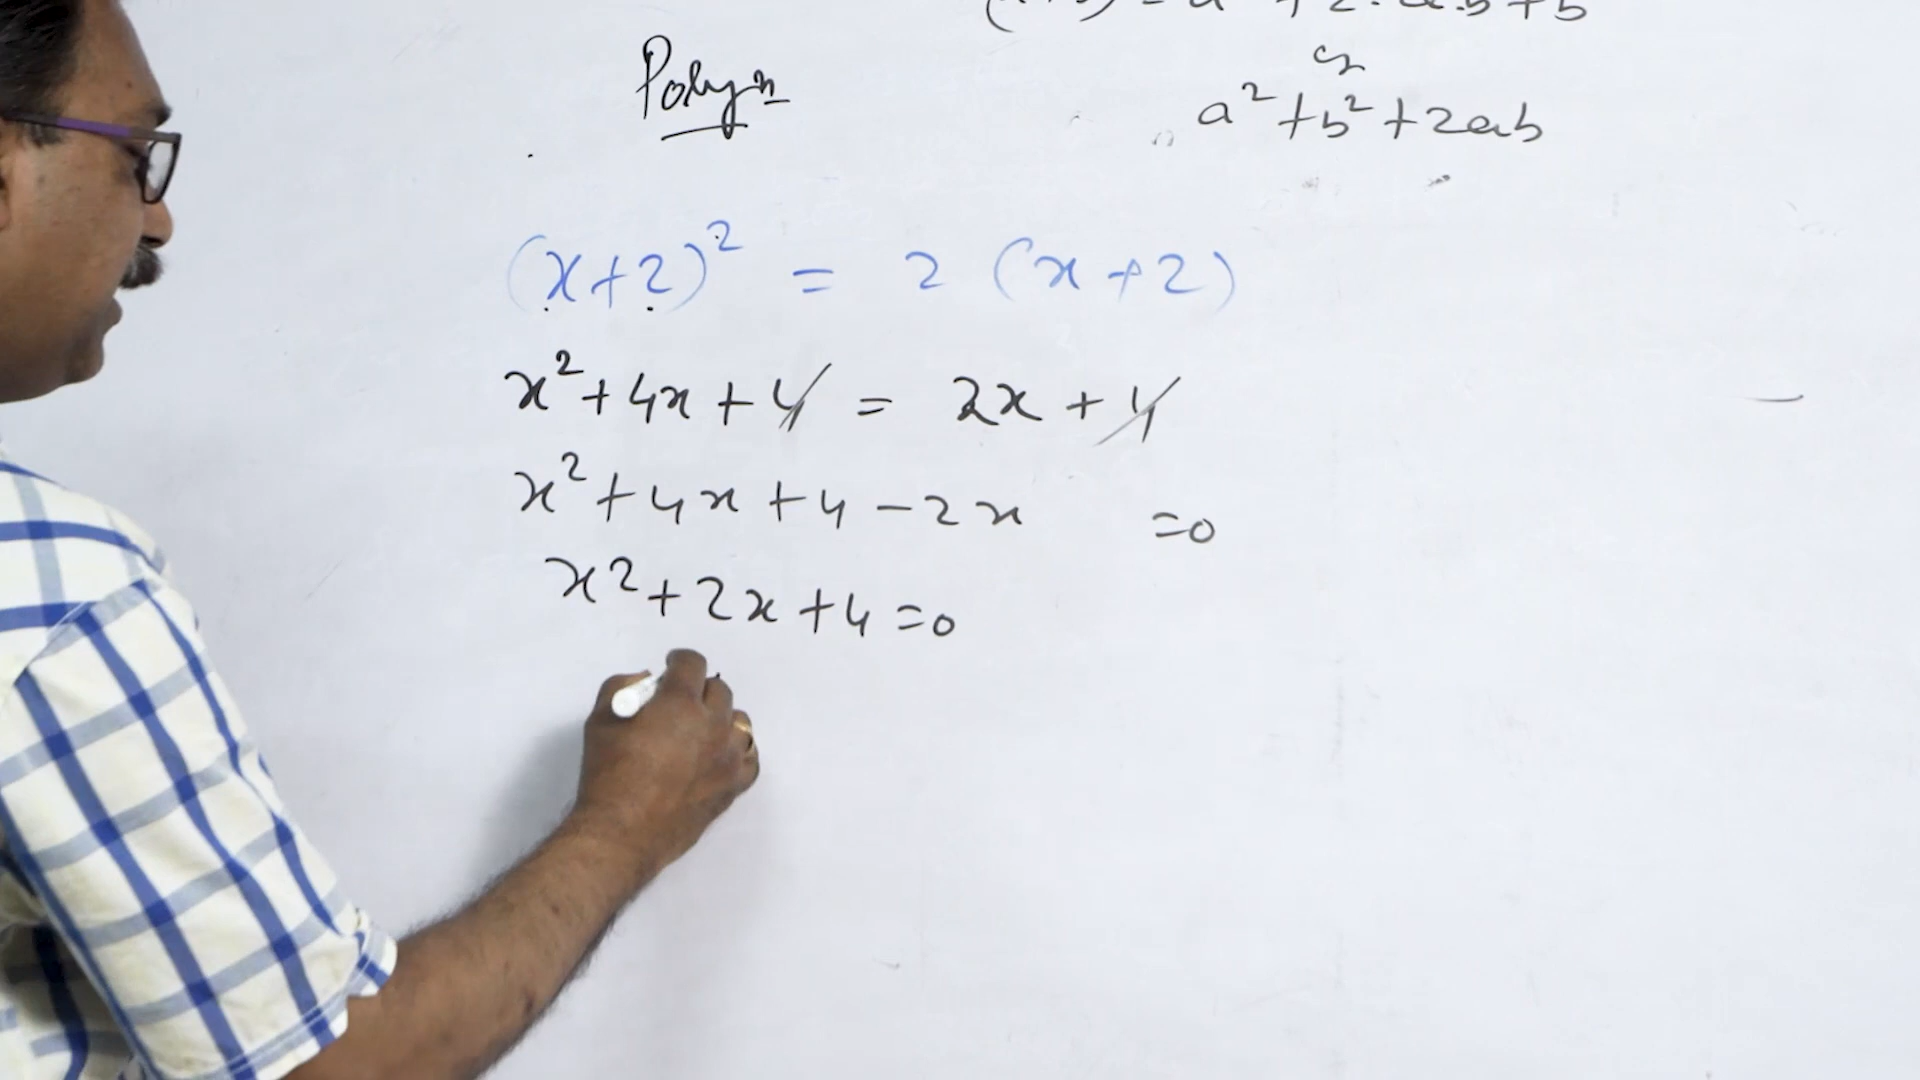 Polyn
a²+b²+2ab
(x+2)² = 2 (x+2)
x²+4x+4 = 2x+4
x²+4x+4-2x =0
x²+2x+4=0